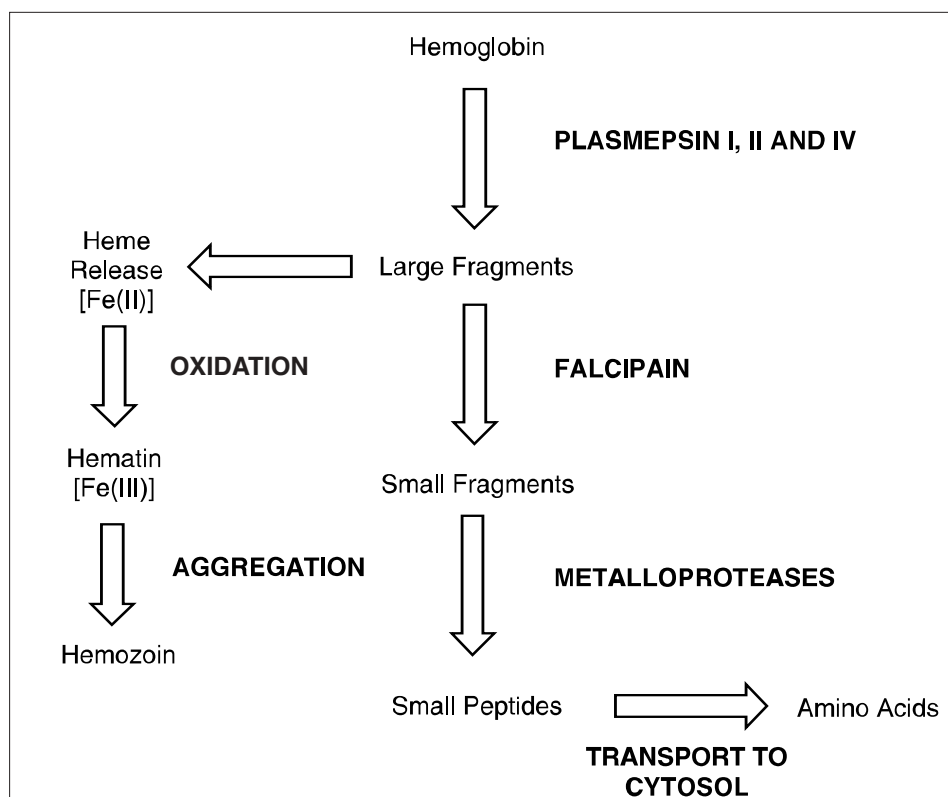 Hemoglobin
PLASMEPSIN I, II AND IV
Heme
Release
[Fe(II)]
Large Fragments
OXIDATION
FALCIPAIN
Hematin
[Fe(III)]
Small Fragments
AGGREGATION
METALLOPROTEASES
Hemozoin
Small Peptides
Amino Acids
TRANSPORT TO
CYTOSOL